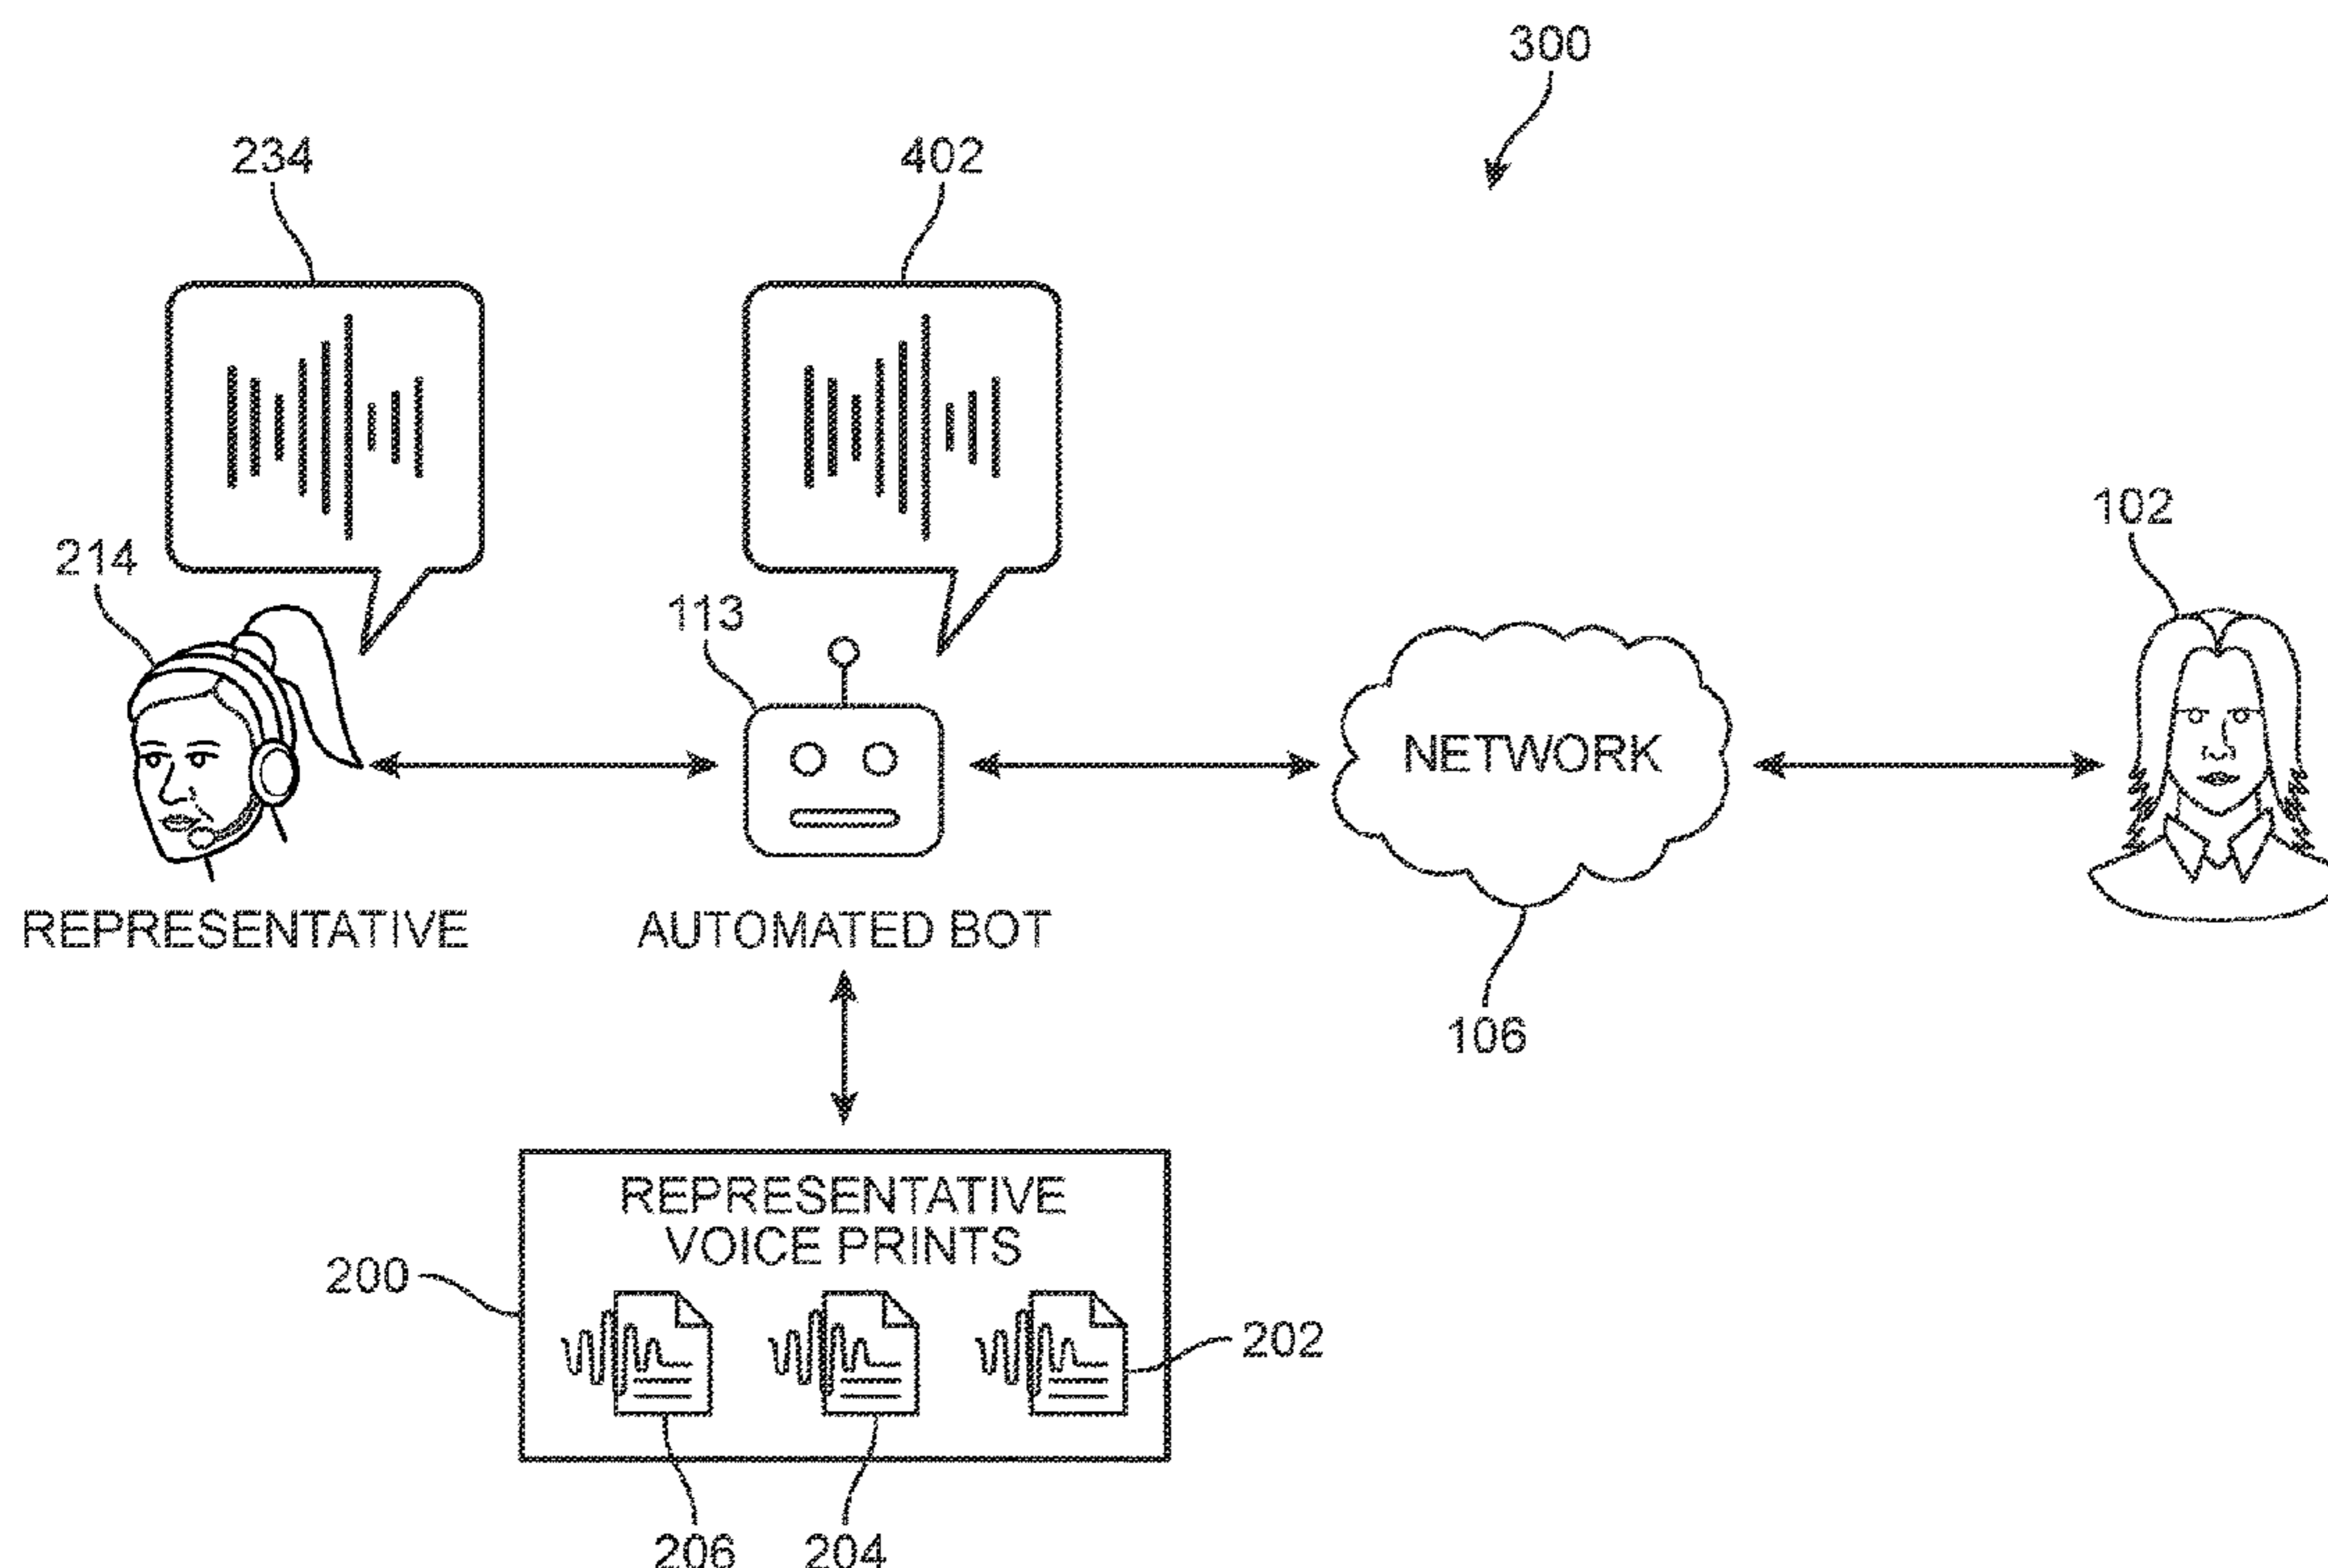 300
234
402
102
214
113
NETWORK
REPRESENTATIVE
AUTOMATED BOT
106
REPRESENTATIVE
VOICE PRINTS
200
202
206
204